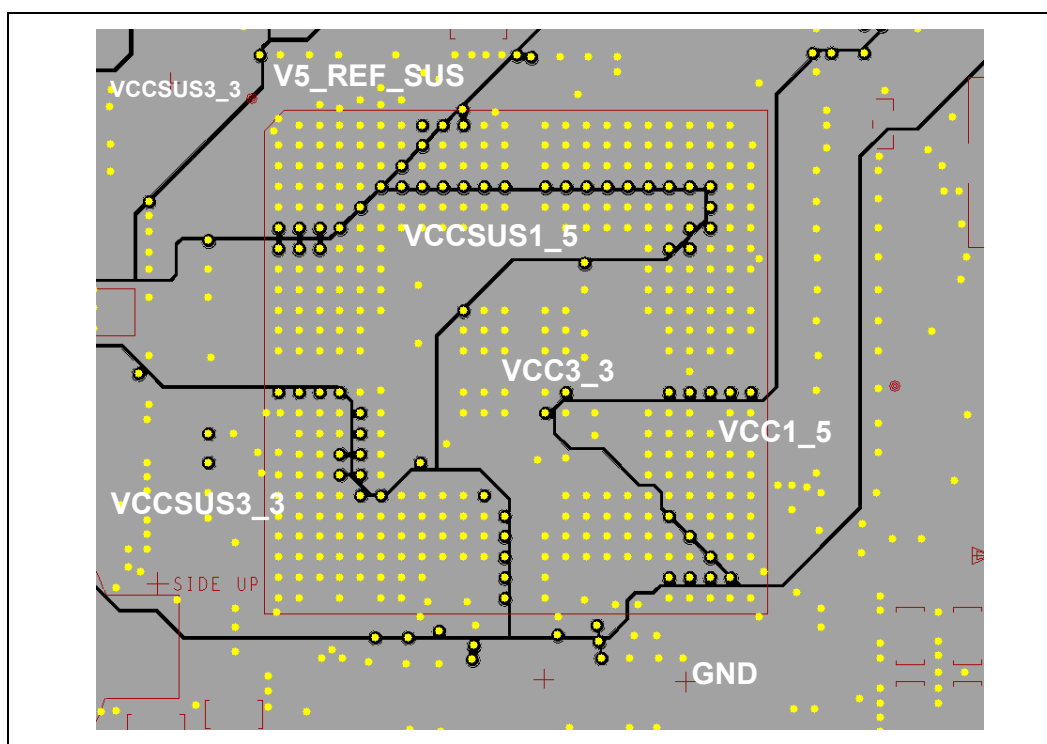 V5_REF_SUS
VCCSUS3_3
VCCSUS1_5
VCC3_3
VCC1_5
VCCSUS3_3
SIDE UP
GND